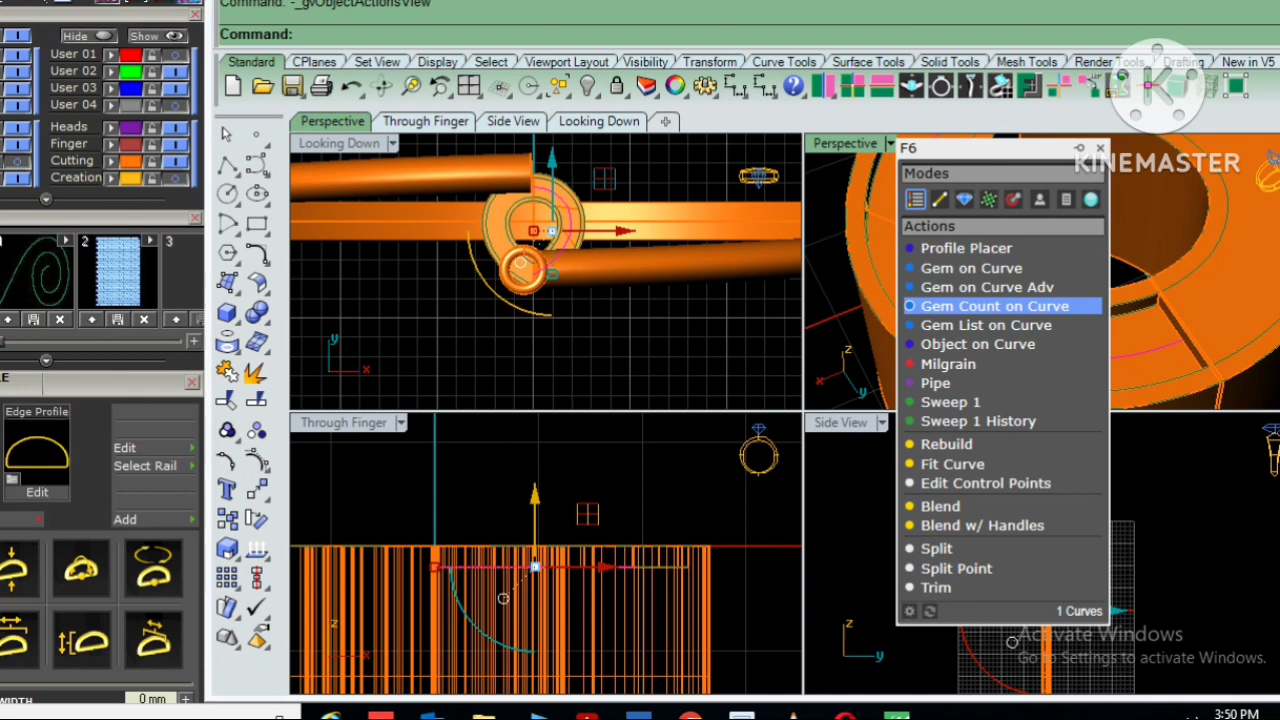 Command: -_gvObjectActionsView
Command:
Hide
Show
User 01
User 02
User 03
User 04
Heads
Finger
Cutting
Creation
Standard
CPlanes
Set View
Display
Select
Viewport Layout
Visibility
Transform
Curve Tools
Surface Tools
Solid Tools
Mesh Tools
Render Tools
Drafting
New in V5
Perspective
Through Finger
Side View
Looking Down
Looking Down
Perspective
Through Finger
Side View
KINEMASTER
F6
Modes
Actions
Profile Placer
Gem on Curve
Gem on Curve Adv
Gem Count on Curve
Gem List on Curve
Object on Curve
Milgrain
Pipe
Sweep 1
Sweep 1 History
Rebuild
Fit Curve
Edit Control Points
Blend
Blend w/ Handles
Split
Split Point
Trim
1 Curves
2
3
Edge Profile
Edit
Edit
Select Rail
Add
0 mm
y
x
z
x
y
z
x
z
y
Activate Windows
Go to Settings to activate Windows.
3:50 PM